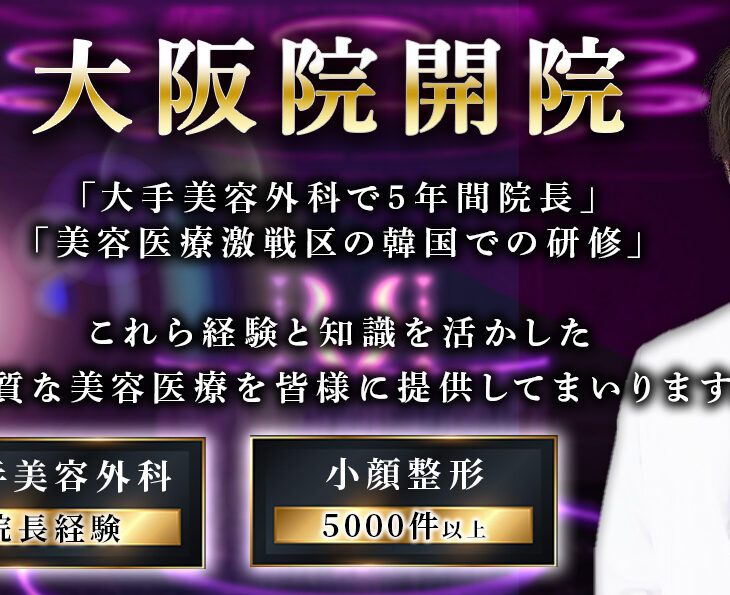 大阪院開院
「大手美容外科で5年間院長」
「美容医療激戦区の韓国での研修」
これら経験と知識を活かした
質な美容医療を皆様に提供してまいります
手美容外科
院長経験
小顔整形
5000件以上